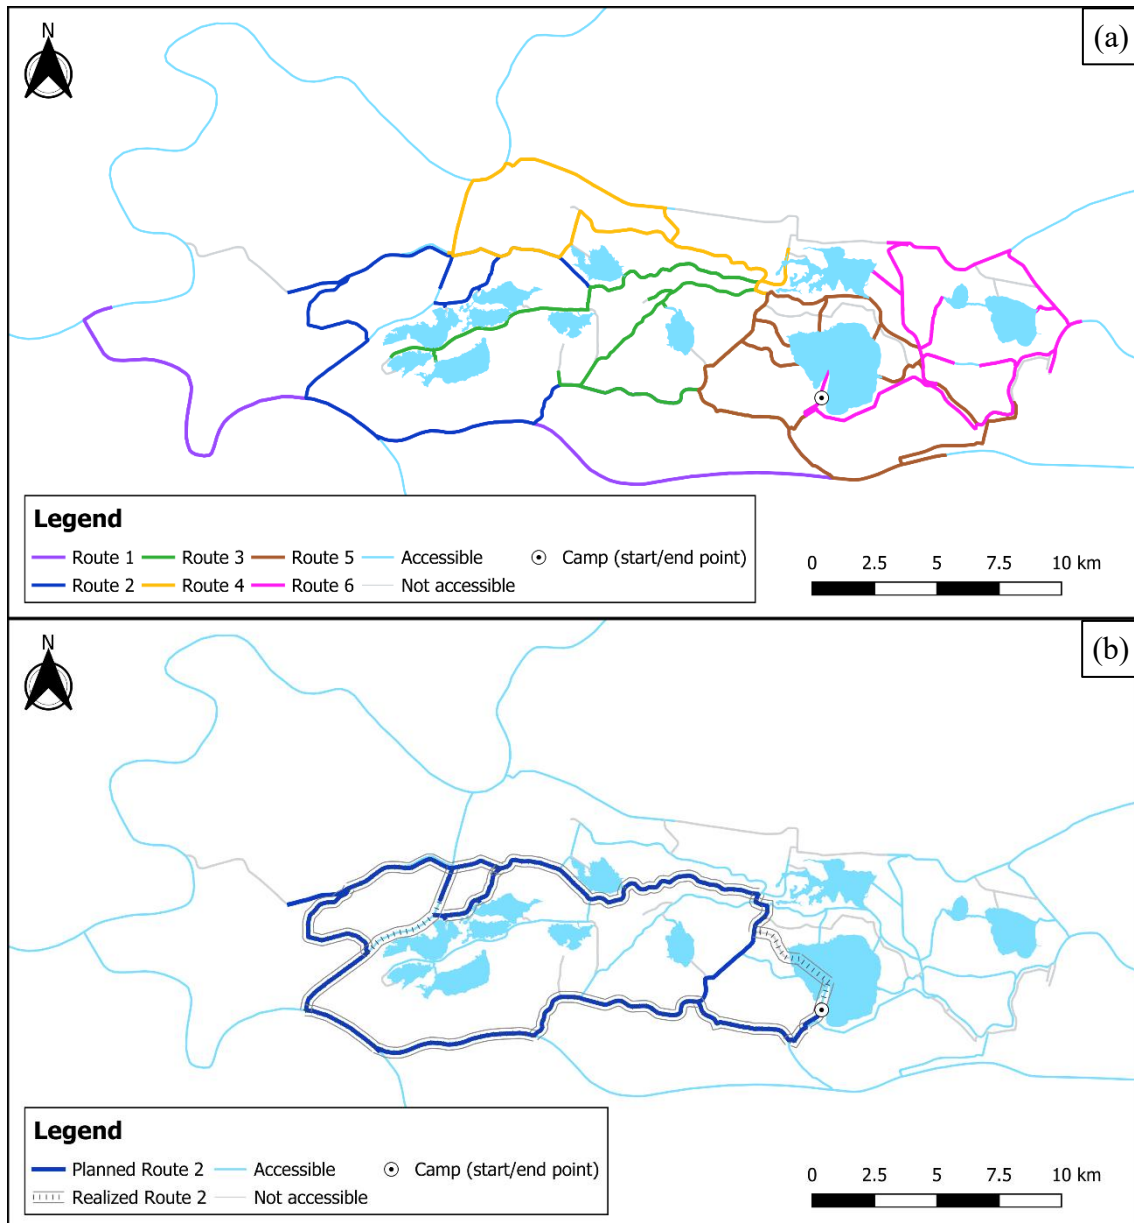 (a)
N
Legend
Route 1 Route 3 Route 5 Accessible Camp (start/end point)
Route 2 Route 4 Route 6 Not accessible
0 2.5 5 7.5 10 km
(b)
N
Legend
Planned Route 2 Accessible Camp (start/end point)
Realized Route 2 Not accessible
0 2.5 5 7.5 10 km